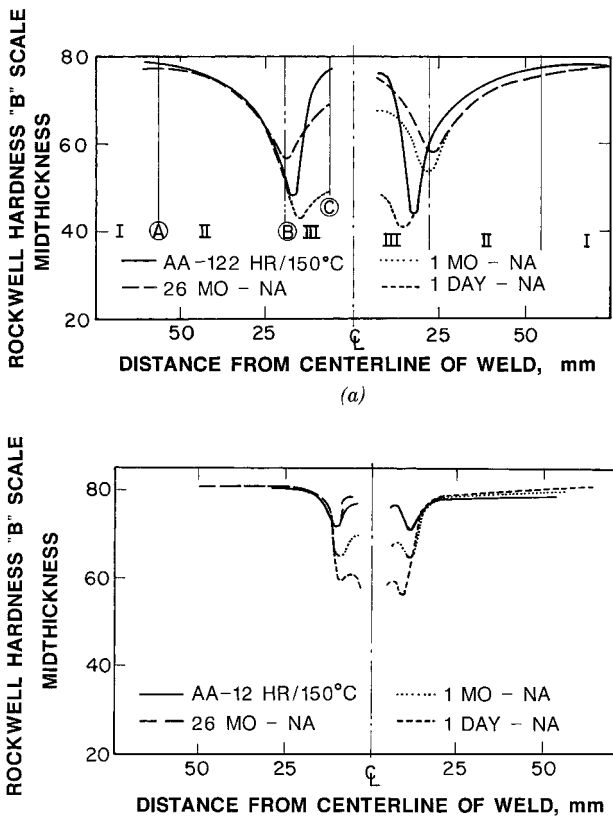 ROCKWELL HARDNESS "B" SCALE
MIDTHICKNESS
80
60
40
20
I Ⓐ II Ⓑ III Ⓒ III II I
AA-122 HR/150°C
26 MO - NA
1 MO - NA
1 DAY - NA
50 25 ℄ 25 50
DISTANCE FROM CENTERLINE OF WELD, mm
(a)
ROCKWELL HARDNESS "B" SCALE
MIDTHICKNESS
80
60
40
20
AA-12 HR/150°C
26 MO - NA
1 MO - NA
1 DAY - NA
50 25 ℄ 25 50
DISTANCE FROM CENTERLINE OF WELD, mm